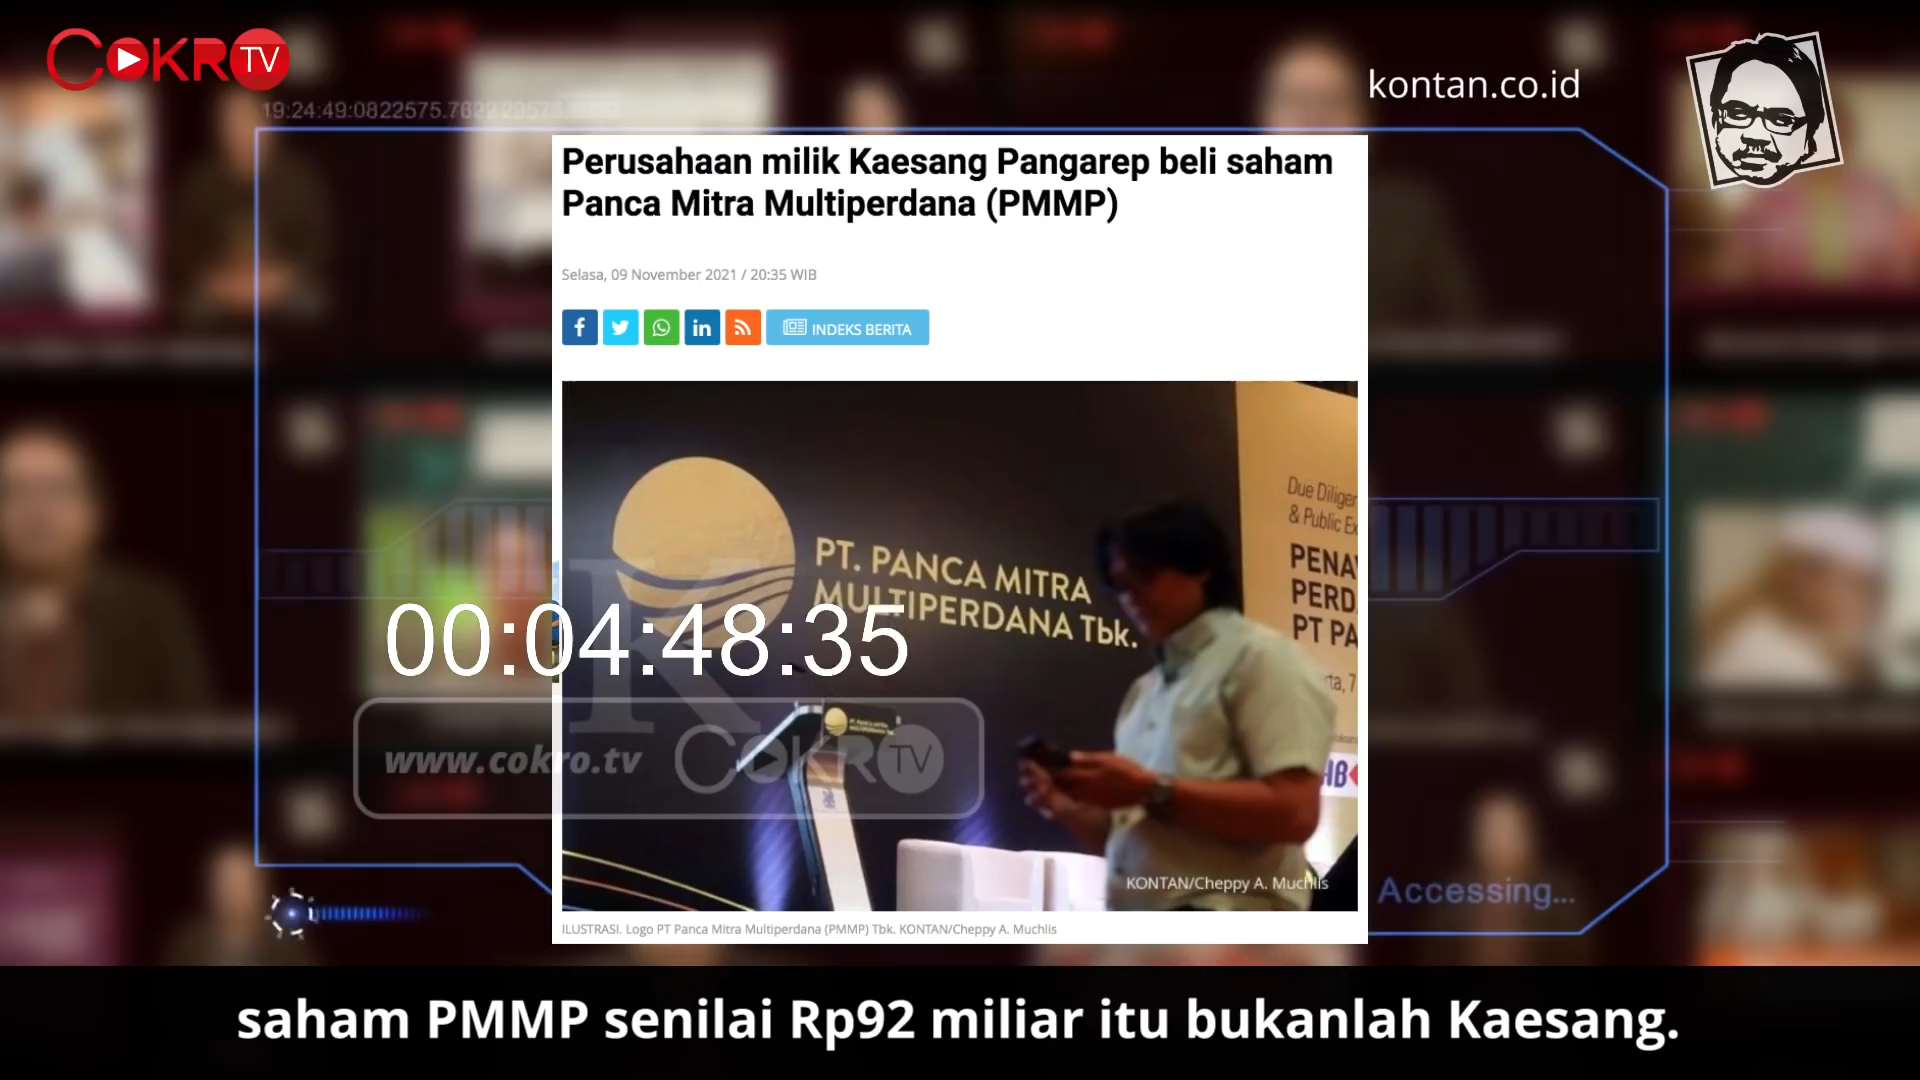 COKRO TV
kontan.co.id
19:24:49:0822575.76
Perusahaan milik Kaesang Pangarep beli saham
Panca Mitra Multiperdana (PMMP)
Selasa, 09 November 2021 / 20:35 WIB
INDEKS BERITA
Due Diligen
& Public Ex
PENA
PERD
PT PA
PT. PANCA MITRA
MULTIPERDANA Tbk.
00:04:48:35
www.cokro.tv COKRO TV
KONTAN/Cheppy A. Muchlis
Accessing...
ILUSTRASI. Logo PT Panca Mitra Multiperdana (PMMP) Tbk. KONTAN/Cheppy A. Muchlis
saham PMMP senilai Rp92 miliar itu bukanlah Kaesang.